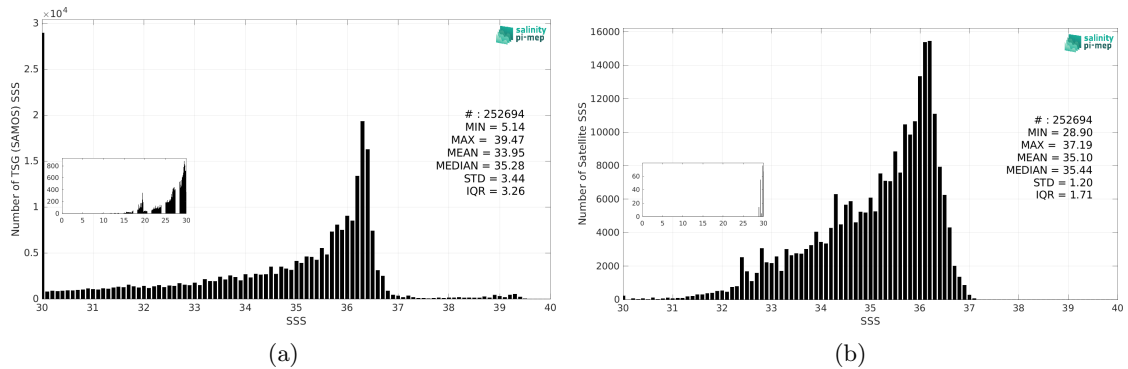 ×10⁴
3
2.5
2
1.5
1
0.5
0
Number of TSG (SAMOS) SSS
salinity
pi-mep
# : 252694
MIN = 5.14
MAX = 39.47
MEAN = 33.95
MEDIAN = 35.28
STD = 3.44
IQR = 3.26
800
600
400
200
0
0 5 10 15 20 25 30
30 31 32 33 34 35 36 37 38 39 40
SSS
(a)
16000
14000
12000
10000
8000
6000
4000
2000
0
Number of Satellite SSS
salinity
pi-mep
# : 252694
MIN = 28.90
MAX = 37.19
MEAN = 35.10
MEDIAN = 35.44
STD = 1.20
IQR = 1.71
60
40
20
0
0 5 10 15 20 25 30
30 31 32 33 34 35 36 37 38 39 40
SSS
(b)